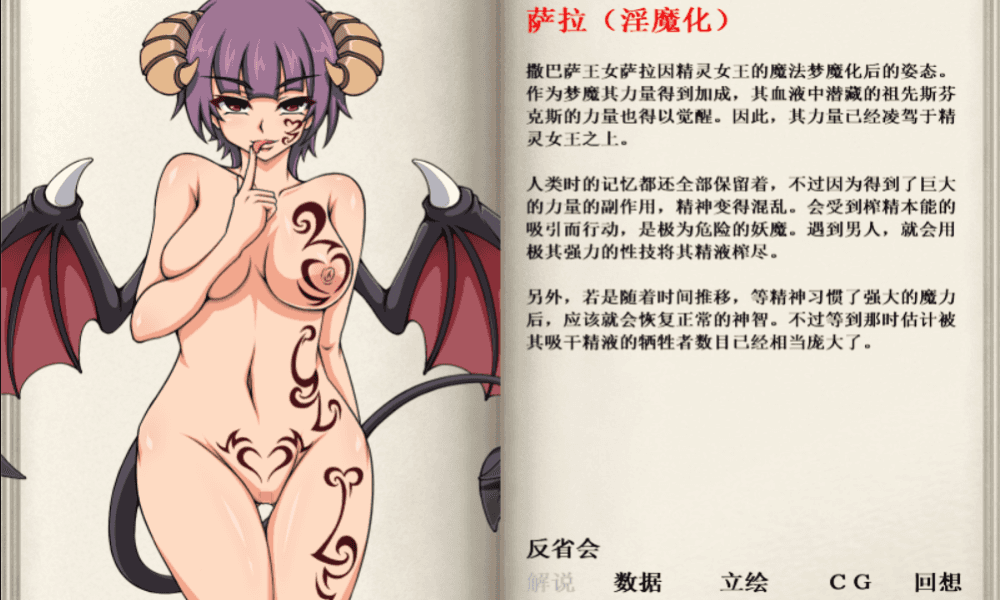 萨拉（淫魔化）
撒巴萨王女萨拉因精灵女王的魔法梦魔化后的姿态。
作为梦魔其力量得到加成，其血液中潜藏的祖先斯芬
克斯的力量也得以觉醒。因此，其力量已经凌驾于精
灵女王之上。
人类时的记忆都还全部保留着，不过因为得到了巨大
的力量的副作用，精神变得混乱。会受到榨精本能的
吸引而行动，是极为危险的妖魔。遇到男人，就会用
极其强力的性技将其精液榨尽。
另外，若是随着时间推移，等精神习惯了强大的魔力
后，应该就会恢复正常的神智。不过等到那时估计被
其吸干精液的牺牲者数目已经相当庞大了。
反省会
解说 数据 立绘 CG 回想